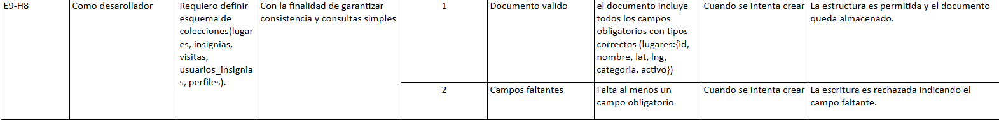 E9-H8
Como desarollador
Requiero definir
esquema de
colecciones(lugar
es, insignias,
visitas,
usuarios_insignia
s, perfiles).
Con la finalidad de garantizar
consistencia y consultas simples
1
Documento valido
el documento incluye
todos los campos
obligatorios con tipos
correctos (lugares:{id,
nombre, lat, lng,
categoria, activo})
Cuando se intenta crear
La estructura es permitida y el documento
queda almacenado.
2
Campos faltantes
Falta al menos un
campo obligatorio
Cuando se intenta crear
La escritura es rechazada indicando el
campo faltante.